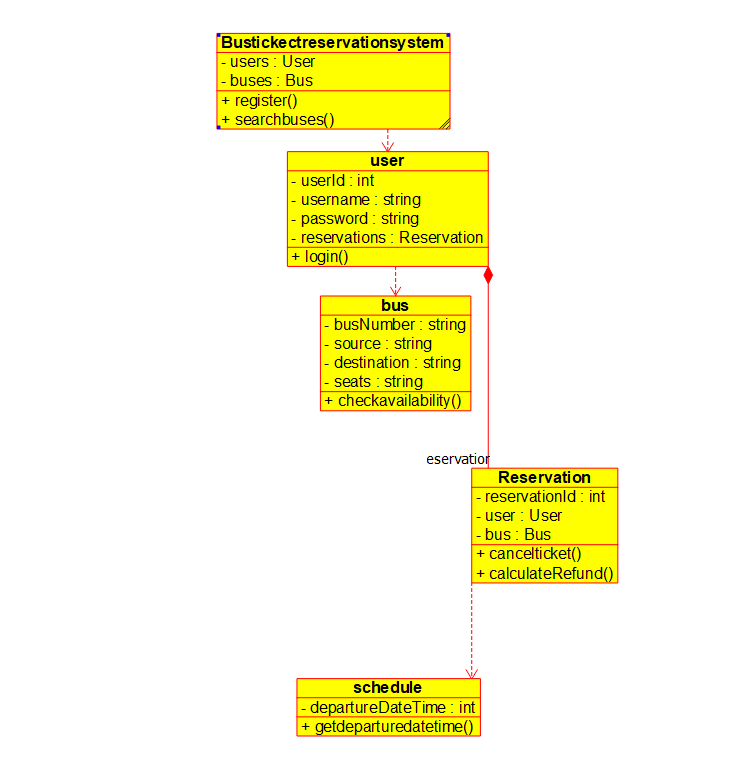 Bustickectreservationsystem
- users : User
- buses : Bus
+ register()
+ searchbuses()
user
- userId : int
- username : string
- password : string
- reservations : Reservation
+ login()
bus
- busNumber : string
- source : string
- destination : string
- seats : string
+ checkavailability()
eservation
Reservation
- reservationId : int
- user : User
- bus : Bus
+ cancelticket()
+ calculateRefund()
schedule
- departureDateTime : int
+ getdeparturedatetime()